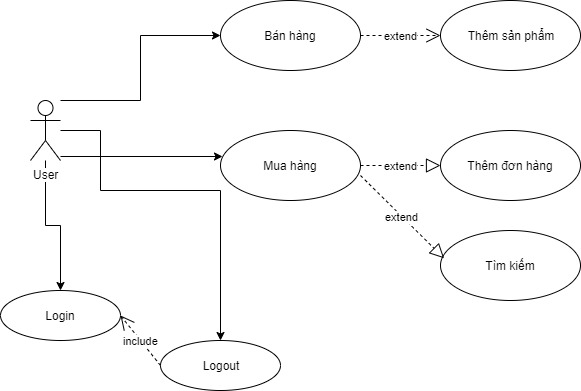 Bán hàng
extend
Thêm sản phẩm
User
Mua hàng
extend
Thêm đơn hàng
extend
Tìm kiếm
Login
include
Logout